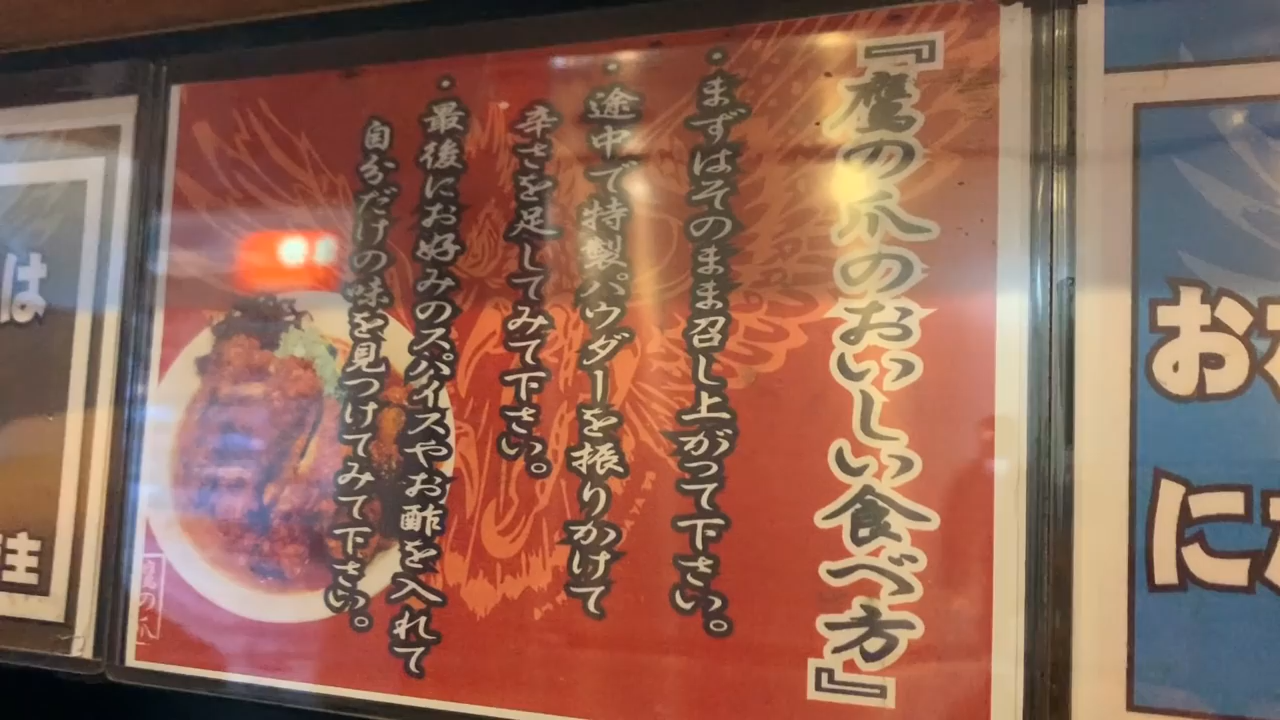 『鷹の爪のおいしい食べ方』
・まずはそのまま召し上がって下さい。
・途中で特製パウダーを振りかけて
辛さを足してみて下さい。
・最後にお好みのスパイスやお酢を入れて
自分だけの味を見つけてみて下さい。
鷹の爪
は
注
お
に